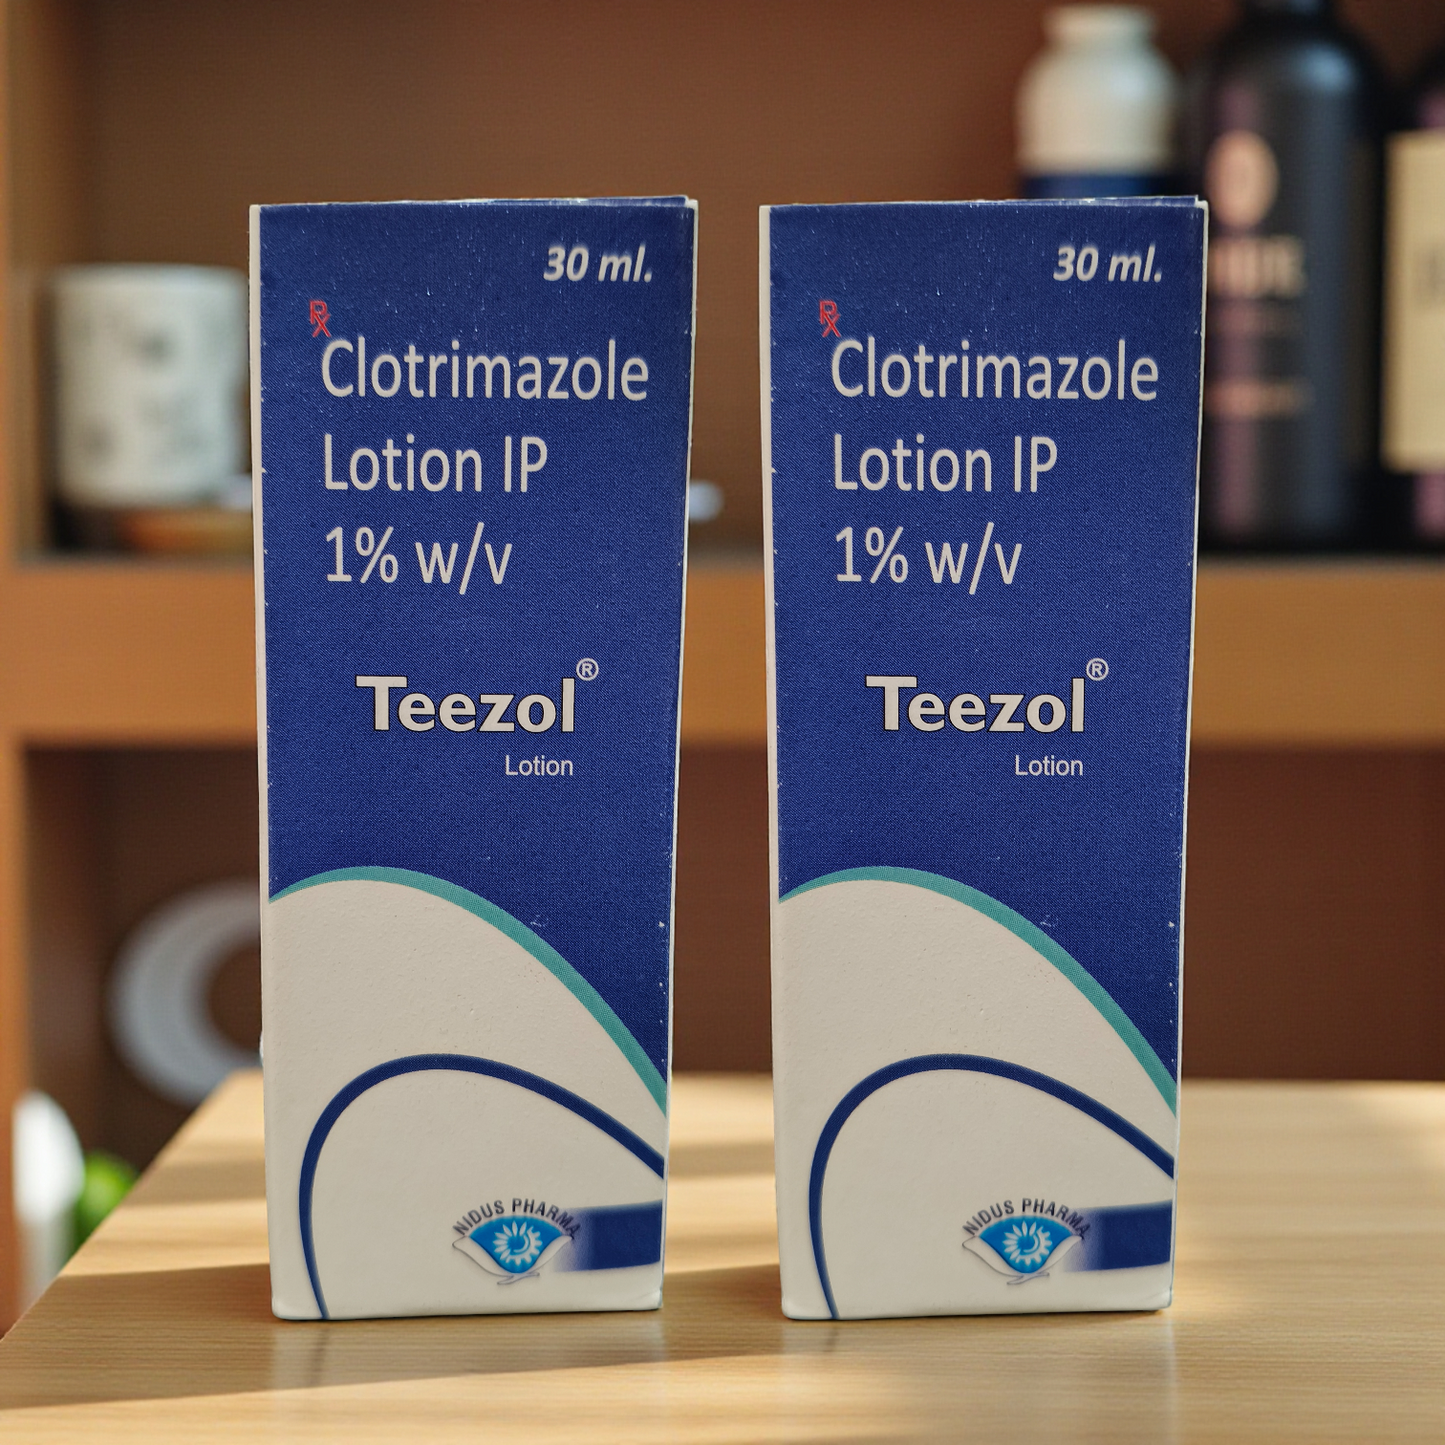 30 ml.
Rx
Clotrimazole
Lotion IP
1% w/v
Teezol®
Lotion
NIDUS PHARMA
30 ml.
Rx
Clotrimazole
Lotion IP
1% w/v
Teezol®
Lotion
NIDUS PHARMA